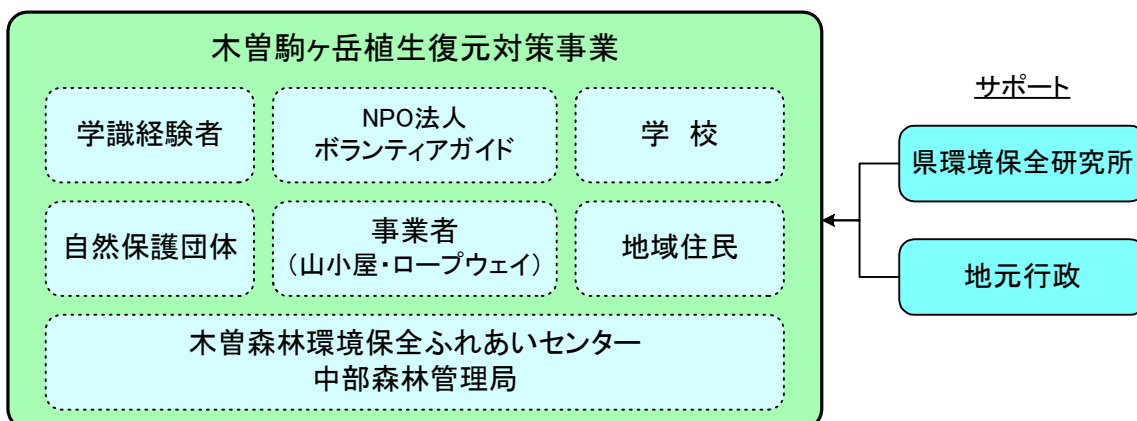 木曽駒ヶ岳植生復元対策事業
学識経験者
NPO法人
ボランティアガイド
学 校
自然保護団体
事業者
（山小屋・ロープウェイ）
地域住民
木曽森林環境保全ふれあいセンター
中部森林管理局
サポート
県環境保全研究所
地元行政